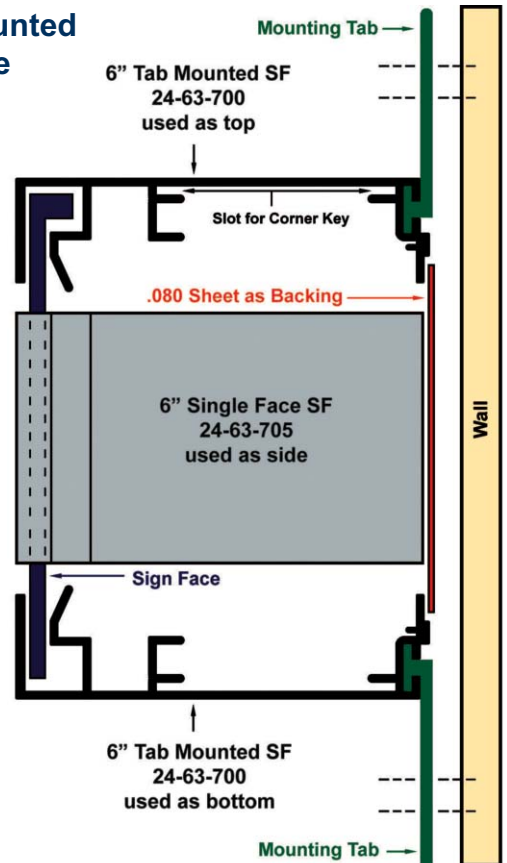 Mounting Tab
6” Tab Mounted SF
24-63-700
used as top
Slot for Corner Key
.080 Sheet as Backing
6” Single Face SF
24-63-705
used as side
Wall
Sign Face
6” Tab Mounted SF
24-63-700
used as bottom
Mounting Tab